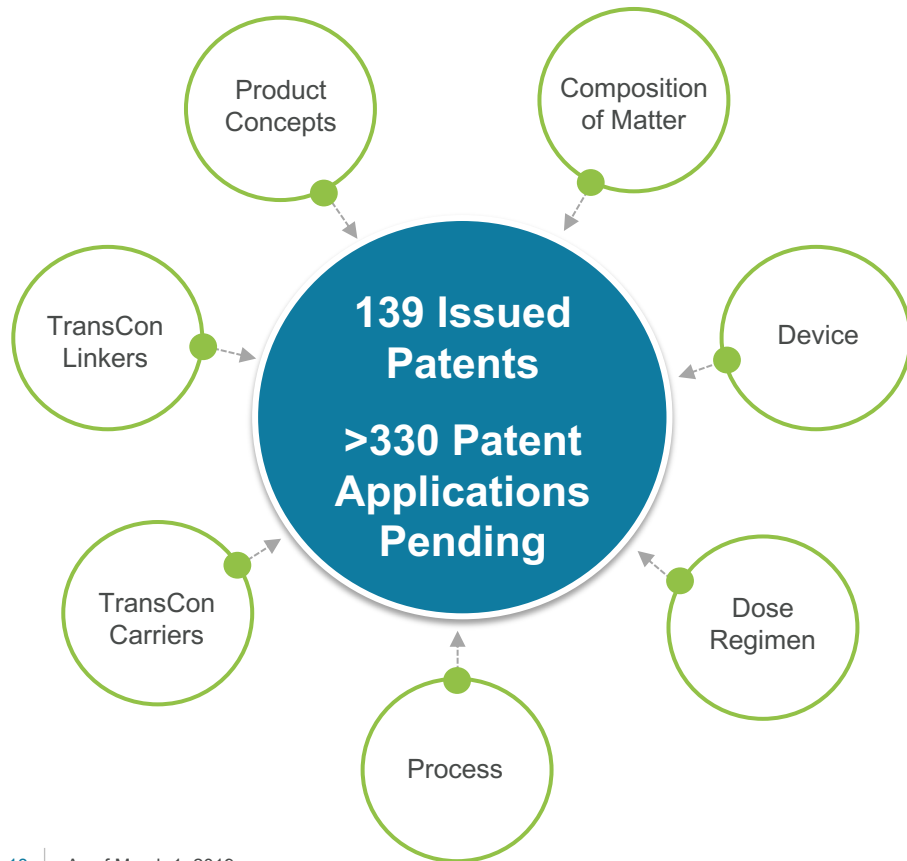 Product
Concepts
Composition
of Matter
TransCon
Linkers
139 Issued
Patents
>330 Patent
Applications
Pending
Device
TransCon
Carriers
Dose
Regimen
Process